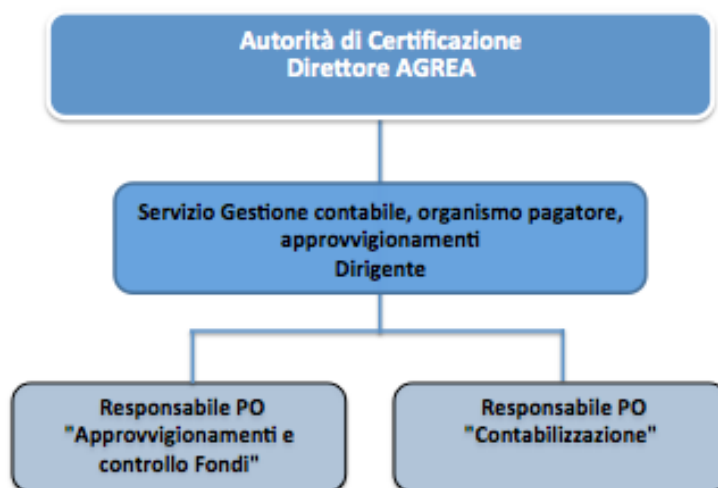 Autorità di Certificazione
Direttore AGREA
Servizio Gestione contabile, organismo pagatore,
approvvigionamenti
Dirigente
Responsabile PO
"Approvvigionamenti e
controllo Fondi"
Responsabile PO
"Contabilizzazione"